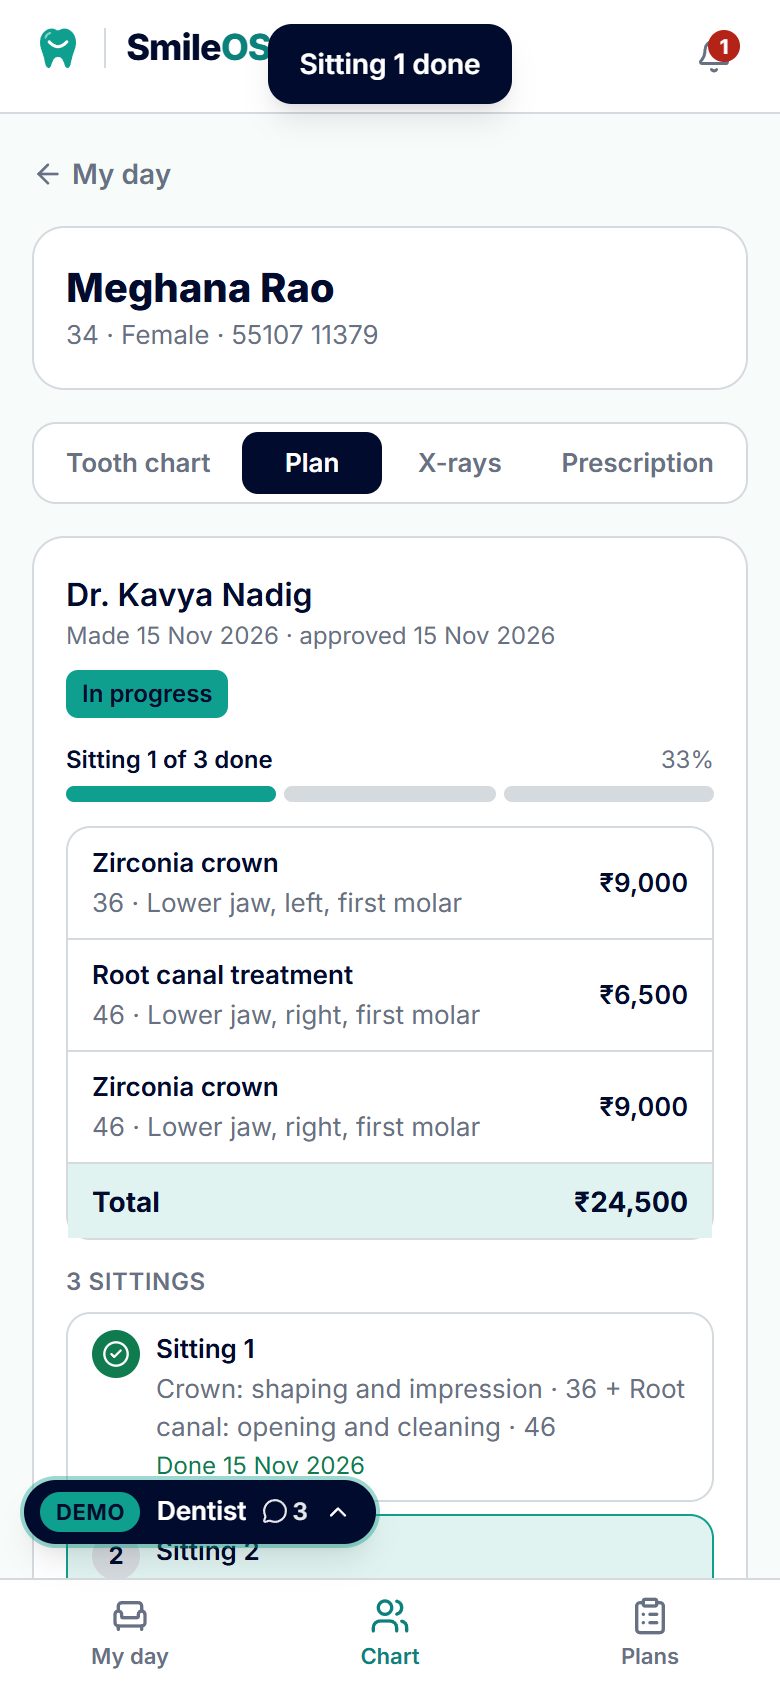 SmileOS
Sitting 1 done
1
My day
Meghana Rao
34 · Female · 55107 11379
Tooth chart
Plan
X-rays
Prescription
Dr. Kavya Nadig
Made 15 Nov 2026 · approved 15 Nov 2026
In progress
Sitting 1 of 3 done
33%
Zirconia crown
36 · Lower jaw, left, first molar
₹9,000
Root canal treatment
46 · Lower jaw, right, first molar
₹6,500
Zirconia crown
46 · Lower jaw, right, first molar
₹9,000
Total
₹24,500
3 SITTINGS
Sitting 1
Crown: shaping and impression · 36 + Root
canal: opening and cleaning · 46
Done 15 Nov 2026
DEMO
Dentist
3
2
Sitting 2
My day
Chart
Plans